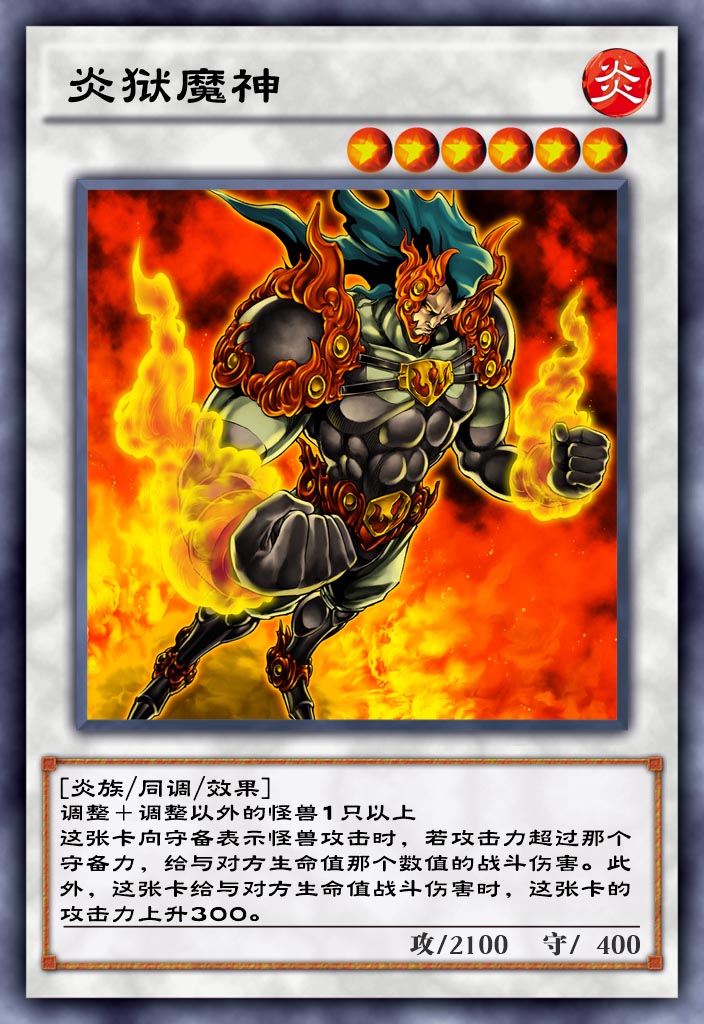 炎狱魔神
炎
[炎族/同调/效果]
调整＋调整以外的怪兽1只以上
这张卡向守备表示怪兽攻击时，若攻击力超过那个
守备力，给与对方生命值那个数值的战斗伤害。此
外，这张卡给与对方生命值战斗伤害时，这张卡的
攻击力上升300。
攻/2100 守/ 400